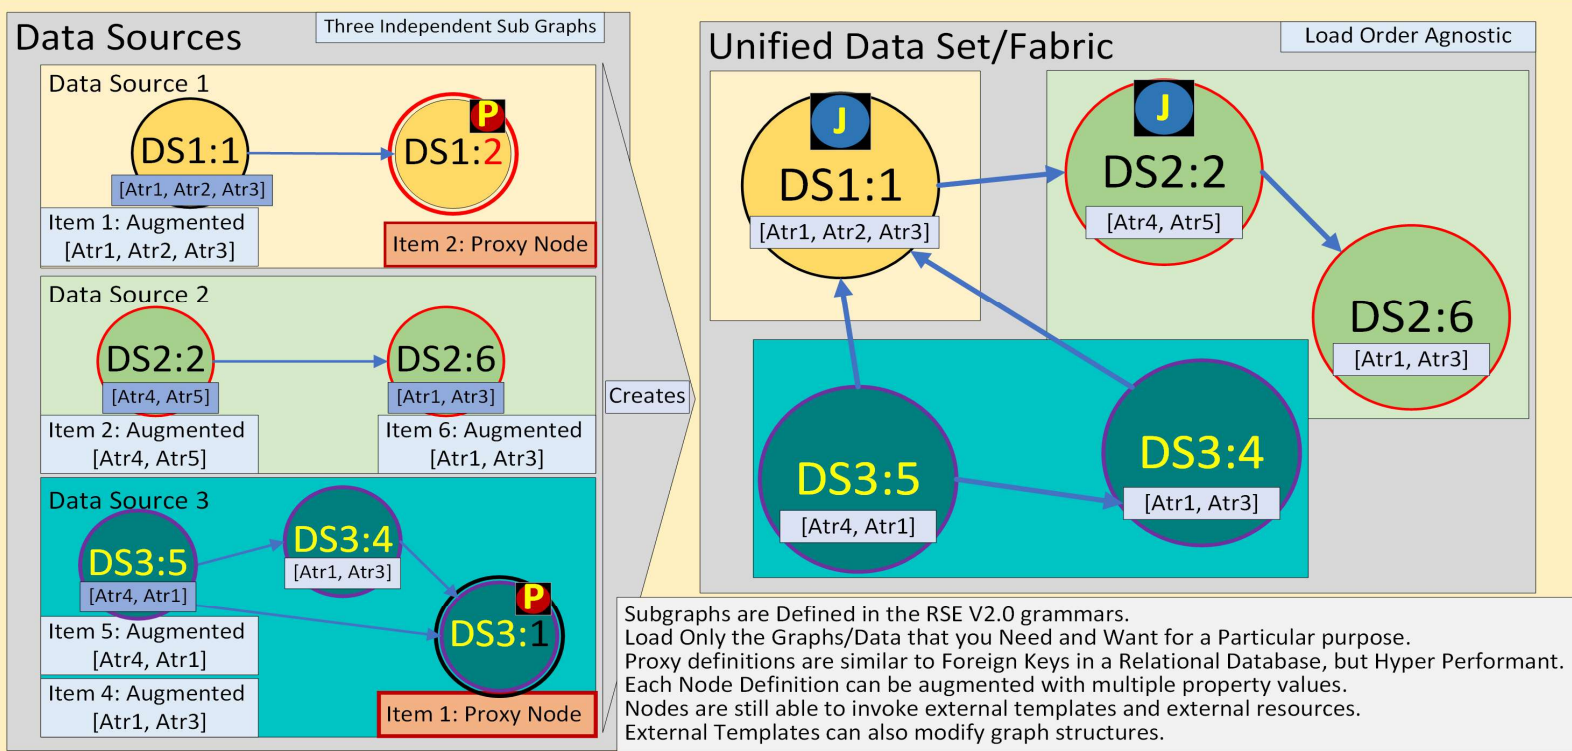 Data Sources
Three Independent Sub Graphs
Data Source 1
DS1:1
[Atr1, Atr2, Atr3]
Item 1: Augmented
[Atr1, Atr2, Atr3]
P
DS1:2
Item 2: Proxy Node
Data Source 2
DS2:2
[Atr4, Atr5]
Item 2: Augmented
[Atr4, Atr5]
DS2:6
[Atr1, Atr3]
Item 6: Augmented
[Atr1, Atr3]
Data Source 3
DS3:5
[Atr4, Atr1]
DS3:4
[Atr1, Atr3]
P
DS3:1
Item 5: Augmented
[Atr4, Atr1]
Item 4: Augmented
[Atr1, Atr3]
Item 1: Proxy Node
Creates
Unified Data Set/Fabric
Load Order Agnostic
J
DS1:1
[Atr1, Atr2, Atr3]
J
DS2:2
[Atr4, Atr5]
DS2:6
[Atr1, Atr3]
DS3:5
[Atr4, Atr1]
DS3:4
[Atr1, Atr3]
Subgraphs are Defined in the RSE V2.0 grammars.
Load Only the Graphs/Data that you Need and Want for a Particular purpose.
Proxy definitions are similar to Foreign Keys in a Relational Database, but Hyper Performant.
Each Node Definition can be augmented with multiple property values.
Nodes are still able to invoke external templates and external resources.
External Templates can also modify graph structures.